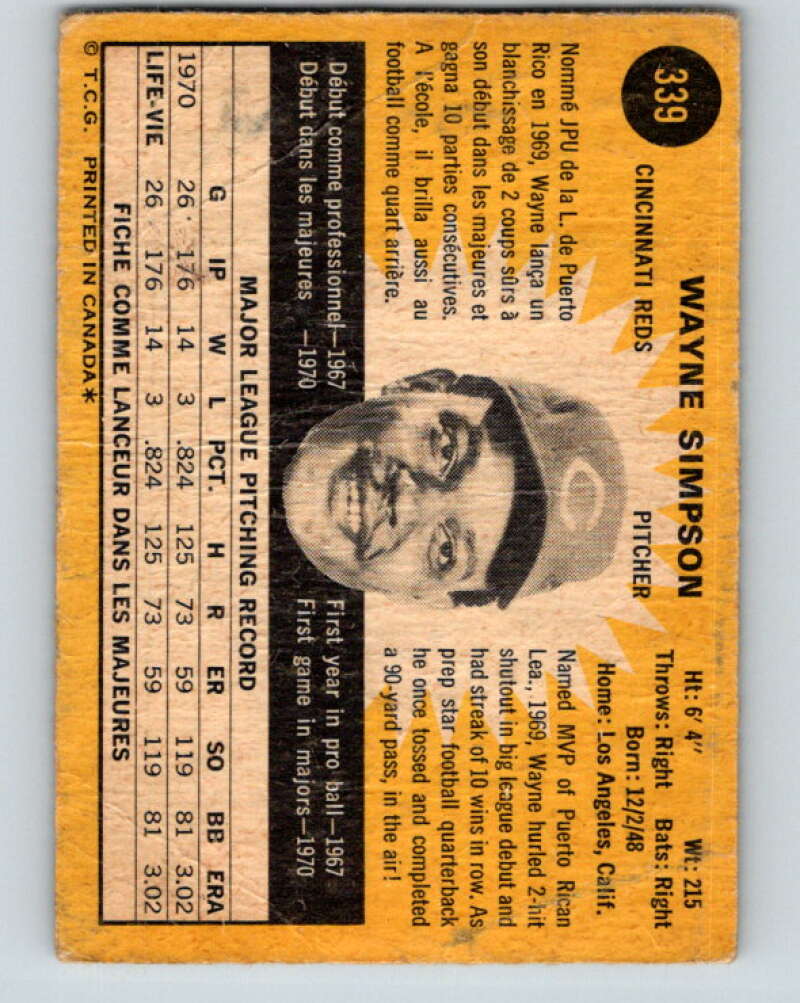 339
WAYNE SIMPSON
CINCINNATI REDS PITCHER
Ht: 6' 4" Wt: 215
Throws: Right Bats: Right
Born: 12/2/48
Home: Los Angeles, Calif.
Nommé JPU de la L. de Puerto
Rico en 1969, Wayne lança un
blanchissage de 2 coups sûrs à
son début dans les majeures et
gagna 10 parties consécutives.
A l'école, il brilla aussi au
football comme quart arrière.
Named MVP of Puerto Rican
Lea., 1969, Wayne hurled 2-hit
shutout in big league debut and
had streak of 10 wins in row. As
prep star football quarterback
he once tossed and completed
a 90-yard pass, in the air!
Début comme professionnel—1967
Début dans les majeures —1970
First year in pro ball—1967
First game in majors—1970
MAJOR LEAGUE PITCHING RECORD
G IP W L PCT. H R ER SO BB ERA
1970 26 176 14 3 .824 125 73 59 119 81 3.02
LIFE-VIE 26 176 14 3 .824 125 73 59 119 81 3.02
FICHE COMME LANCEUR DANS LES MAJEURES
© T.C.G. PRINTED IN CANADA*